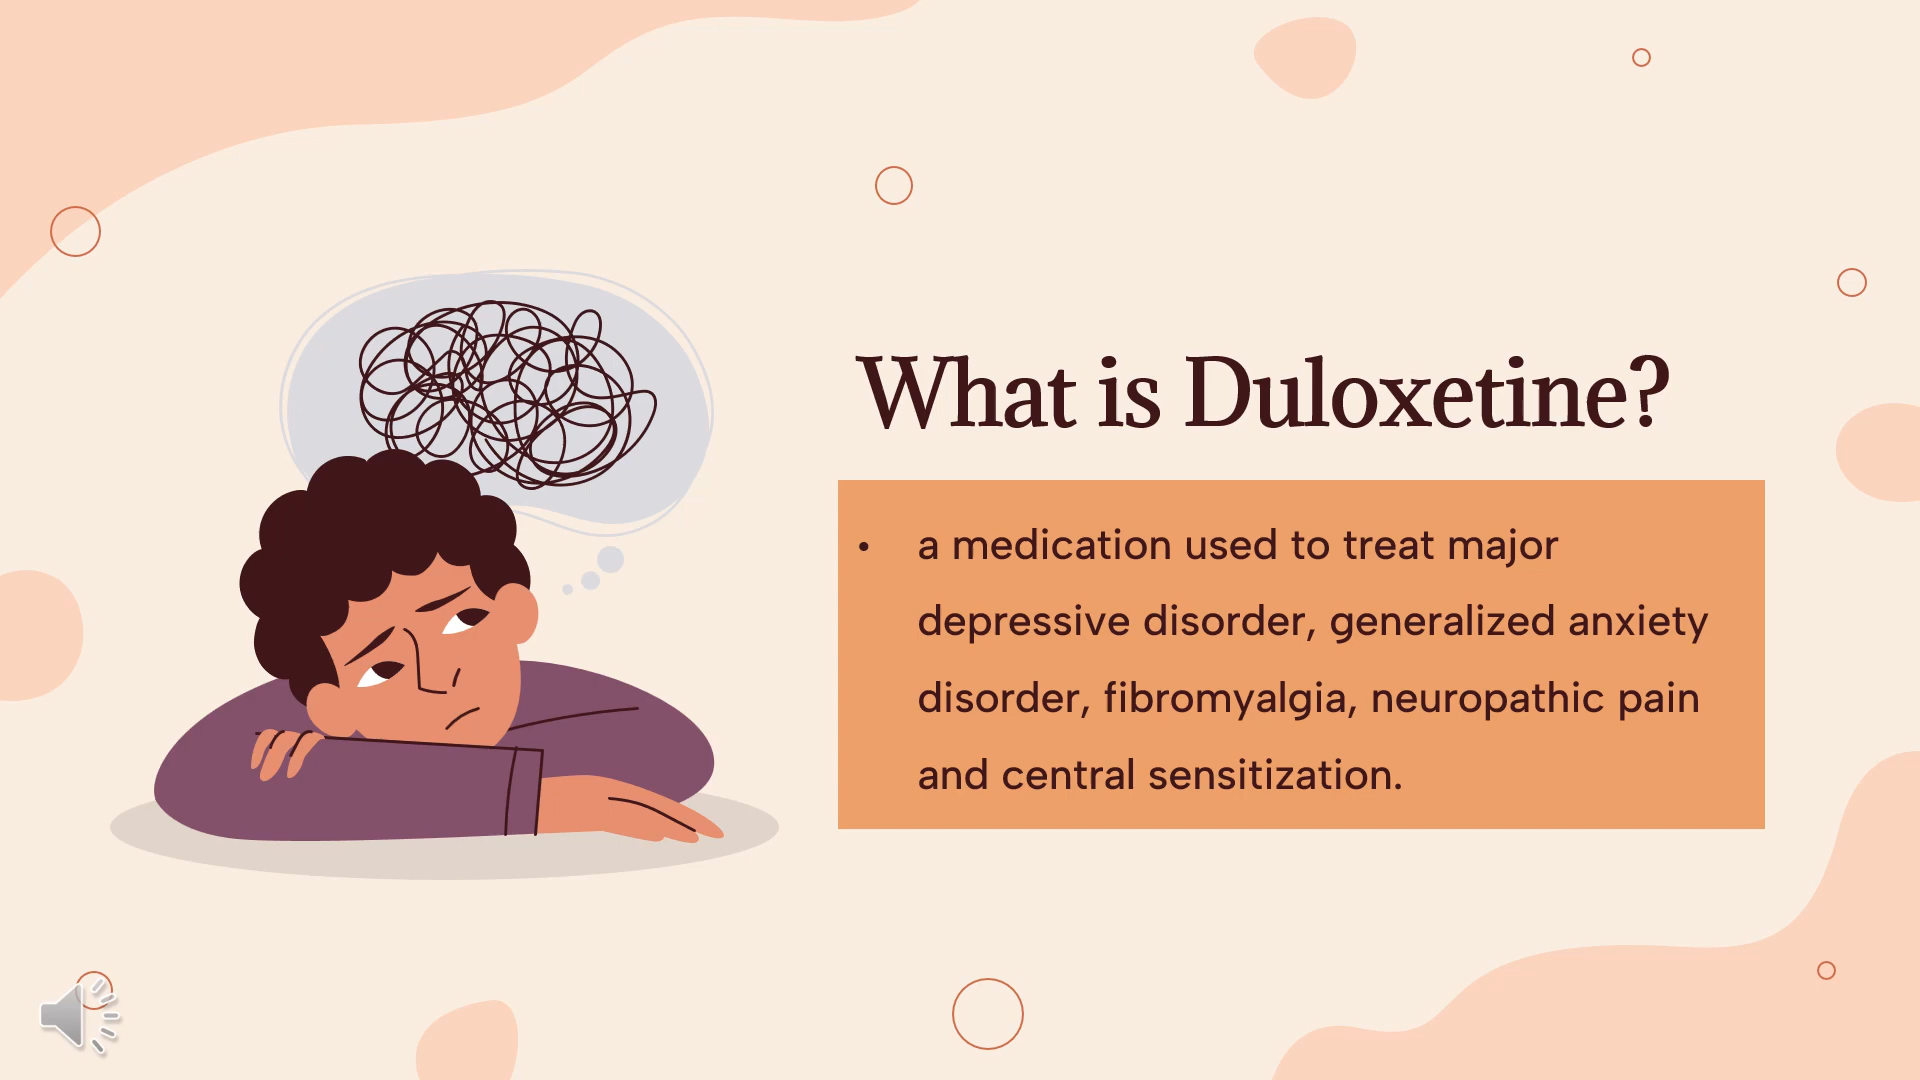 What is Duloxetine?
• a medication used to treat major
depressive disorder, generalized anxiety
disorder, fibromyalgia, neuropathic pain
and central sensitization.